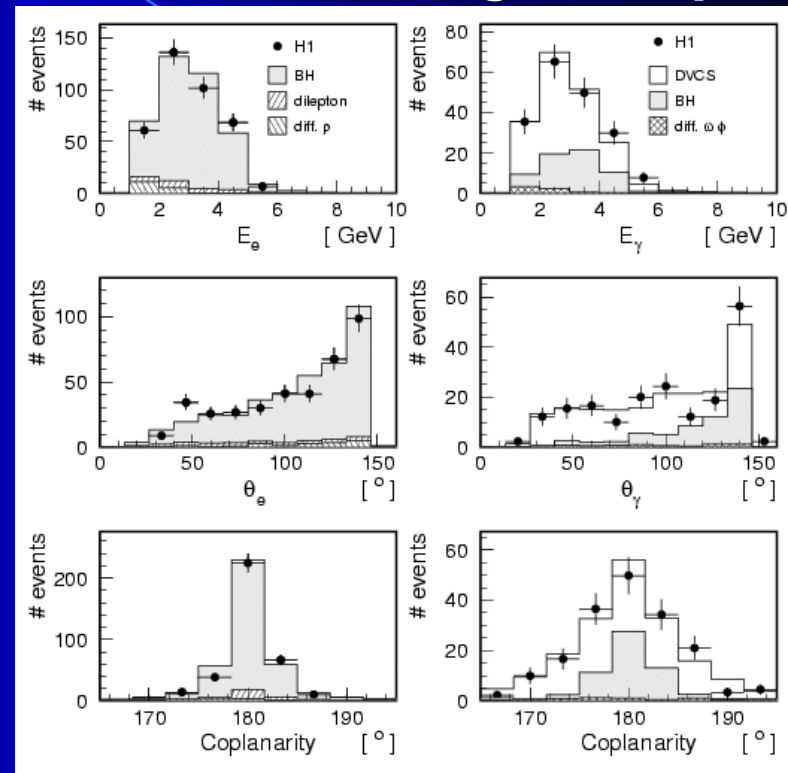 # events
150
100
50
0
H1
BH
dilepton
diff. ρ
0 2 4 6 8 10
E_e [ GeV ]
# events
80
60
40
20
0
H1
DVCS
BH
diff. ω φ
0 2 4 6 8 10
E_γ [ GeV ]
# events
100
50
0
0 50 100 150
θ_e [ ° ]
# events
60
40
20
0
0 50 100 150
θ_γ [ ° ]
# events
200
100
0
170 180 190
Coplanarity [ ° ]
# events
60
40
20
0
170 180 190
Coplanarity [ ° ]